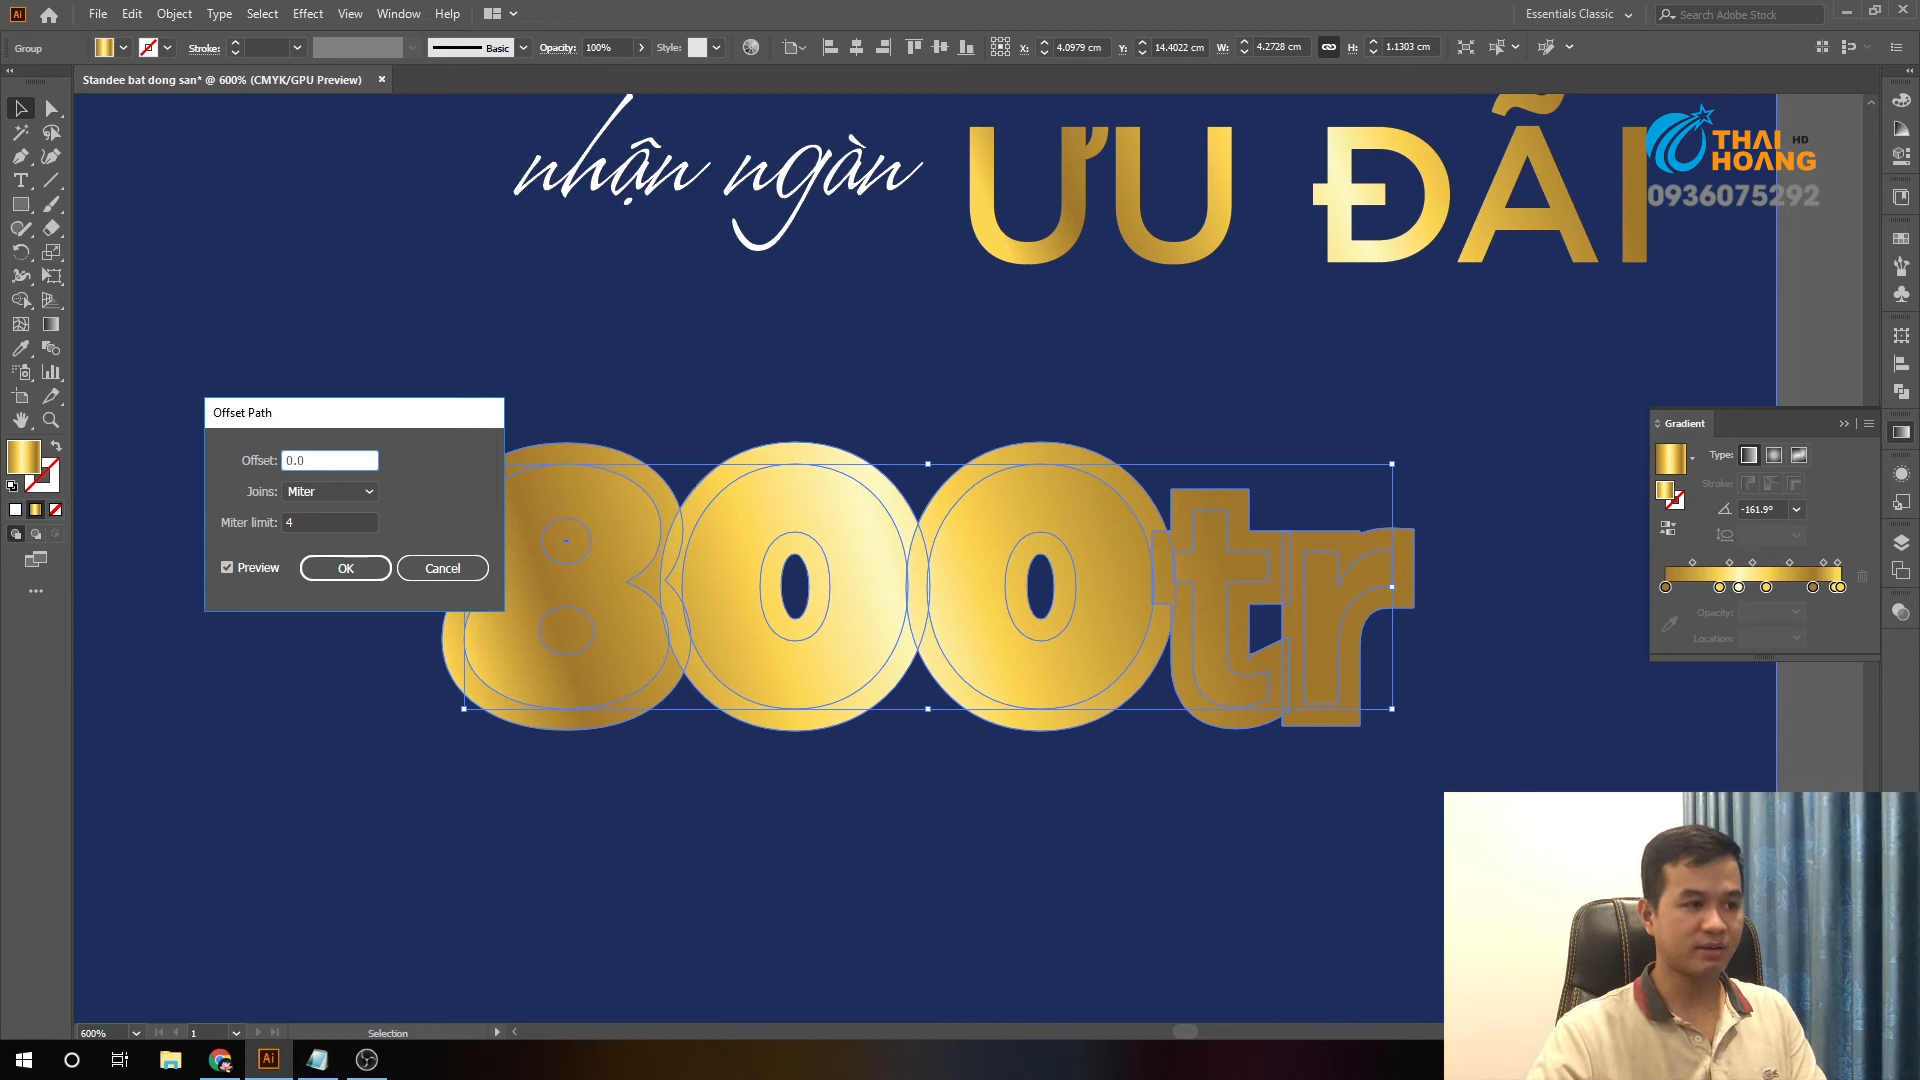 File Edit Object Type Select Effect View Window Help
Essentials Classic
Search Adobe Stock
Group
Stroke:
Basic
Opacity: 100%
Style:
X: 4.0979 cm
Y: 14.4022 cm
W: 4.2728 cm
H: 1.1303 cm
Standee bat dong san* @ 600% (CMYK/GPU Preview)
nhận ngàn ƯU ĐÃI
THAI HD
HOANG
0936075292
Offset Path
Offset: 0.0
Joins: Miter
Miter limit: 4
Preview OK Cancel
800tr
Gradient
Type:
Stroke:
-161.9°
Opacity:
Location:
600%
1
Selection
Ai